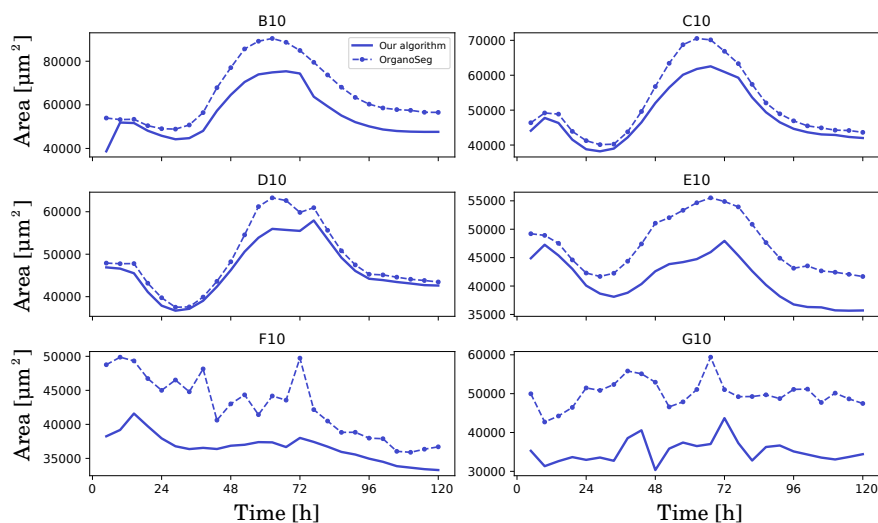 B10
Area [μm²]
80000
60000
40000
Our algorithm
OrganoSeg
C10
70000
60000
50000
40000
D10
Area [μm²]
60000
50000
40000
E10
55000
50000
45000
40000
35000
F10
Area [μm²]
50000
45000
40000
35000
0 24 48 72 96 120
Time [h]
G10
60000
50000
40000
30000
0 24 48 72 96 120
Time [h]